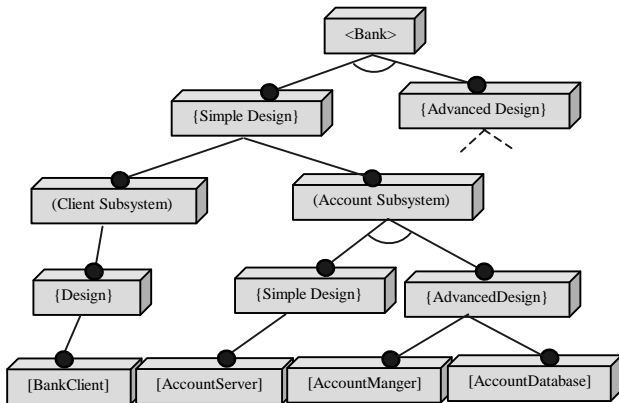 <Bank>
{Simple Design}
{Advanced Design}
(Client Subsystem)
(Account Subsystem)
{Design}
{Simple Design}
{AdvancedDesign}
[BankClient]
[AccountServer]
[AccountManger]
[AccountDatabase]